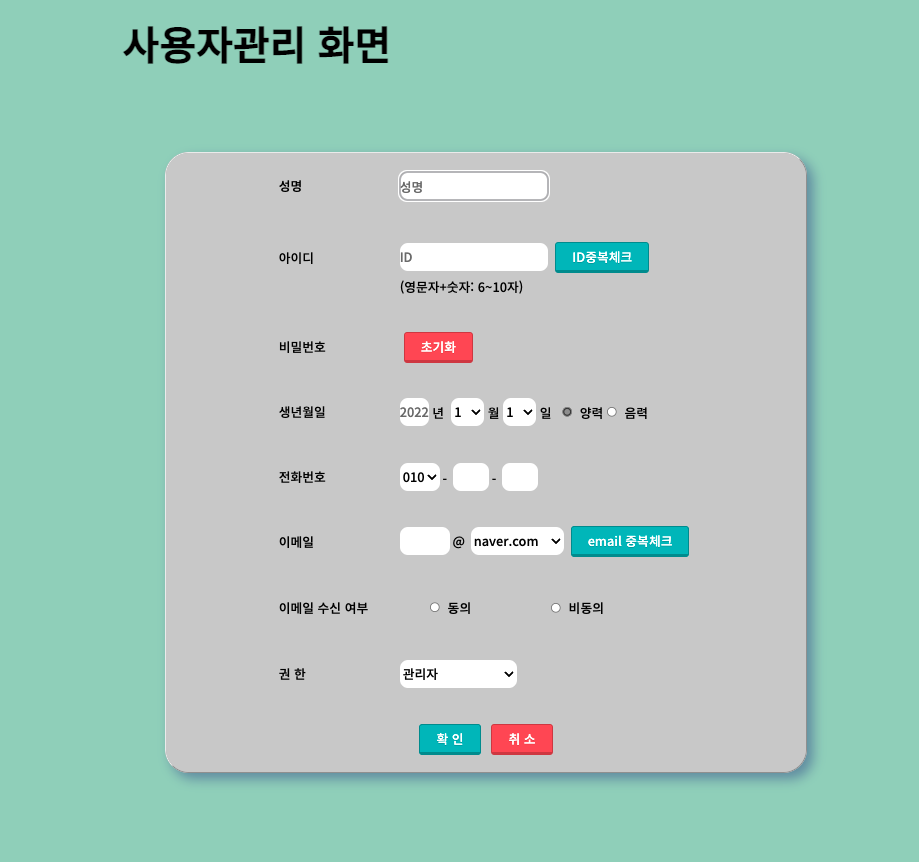 사용자관리 화면
성명 성명
아이디 ID ID중복체크
(영문자+숫자: 6~10자)
비밀번호 초기화
생년월일 2022 년 1 월 1 일 양력 음력
전화번호 010 - -
이메일 @ naver.com email 중복체크
이메일 수신 여부 동의 비동의
권 한 관리자
확 인 취 소